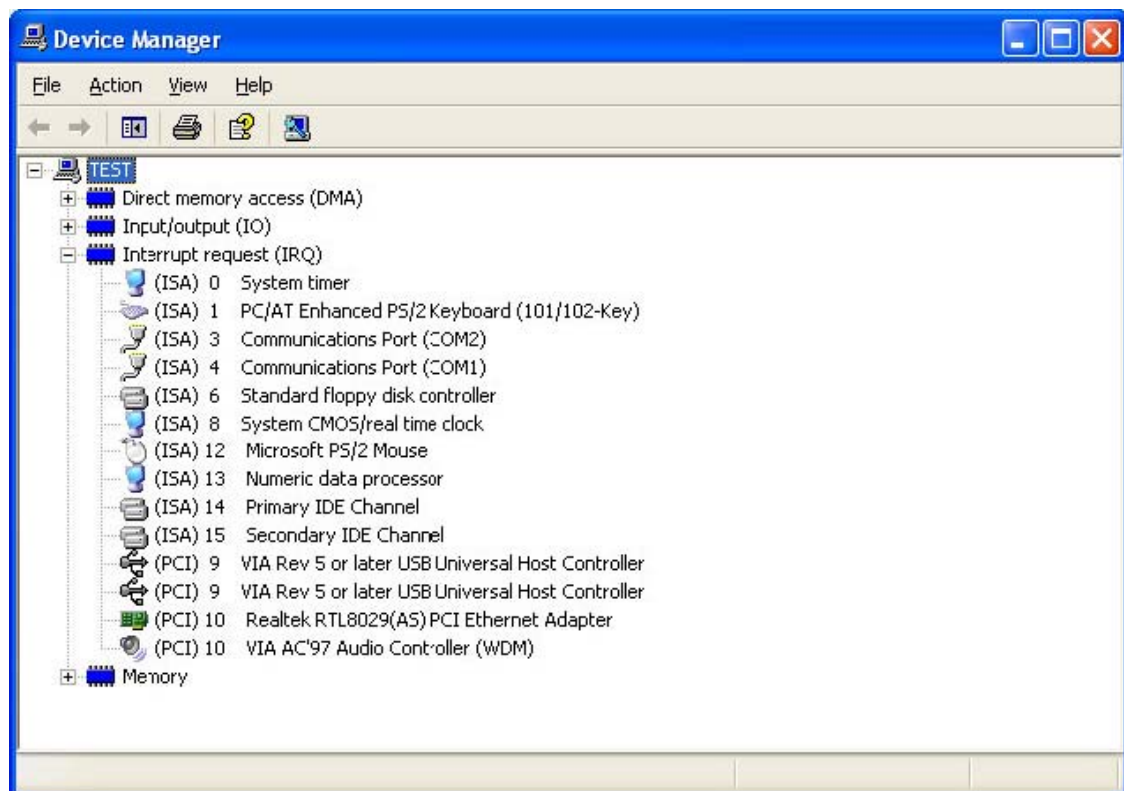 Device Manager
File Action View Help
TEST
Direct memory access (DMA)
Input/output (IO)
Interrupt request (IRQ)
(ISA) 0 System timer
(ISA) 1 PC/AT Enhanced PS/2 Keyboard (101/102-Key)
(ISA) 3 Communications Port (COM2)
(ISA) 4 Communications Port (COM1)
(ISA) 6 Standard floppy disk controller
(ISA) 8 System CMOS/real time clock
(ISA) 12 Microsoft PS/2 Mouse
(ISA) 13 Numeric data processor
(ISA) 14 Primary IDE Channel
(ISA) 15 Secondary IDE Channel
(PCI) 9 VIA Rev 5 or later USB Universal Host Controller
(PCI) 9 VIA Rev 5 or later USB Universal Host Controller
(PCI) 10 Realtek RTL8029(AS) PCI Ethernet Adapter
(PCI) 10 VIA AC'97 Audio Controller (WDM)
Memory